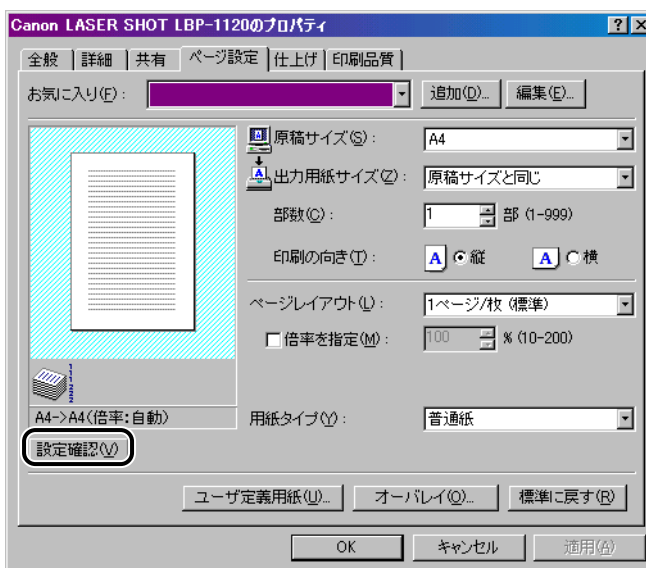 Canon LASER SHOT LBP-1120のプロパティ
全般 詳細 共有 ページ設定 仕上げ 印刷品質
お気に入り(F): 追加(D)... 編集(E)...
原稿サイズ(S): A4
出力用紙サイズ(Z): 原稿サイズと同じ
部数(C): 1 部 (1-999)
印刷の向き(T): A 縦 A 横
ページレイアウト(L): 1ページ/枚 (標準)
倍率を指定(M): 100 % (10-200)
A4->A4(倍率:自動)
用紙タイプ(Y): 普通紙
設定確認(V)
ユーザ定義用紙(U)... オーバレイ(O)... 標準に戻す(R)
OK キャンセル 適用(A)